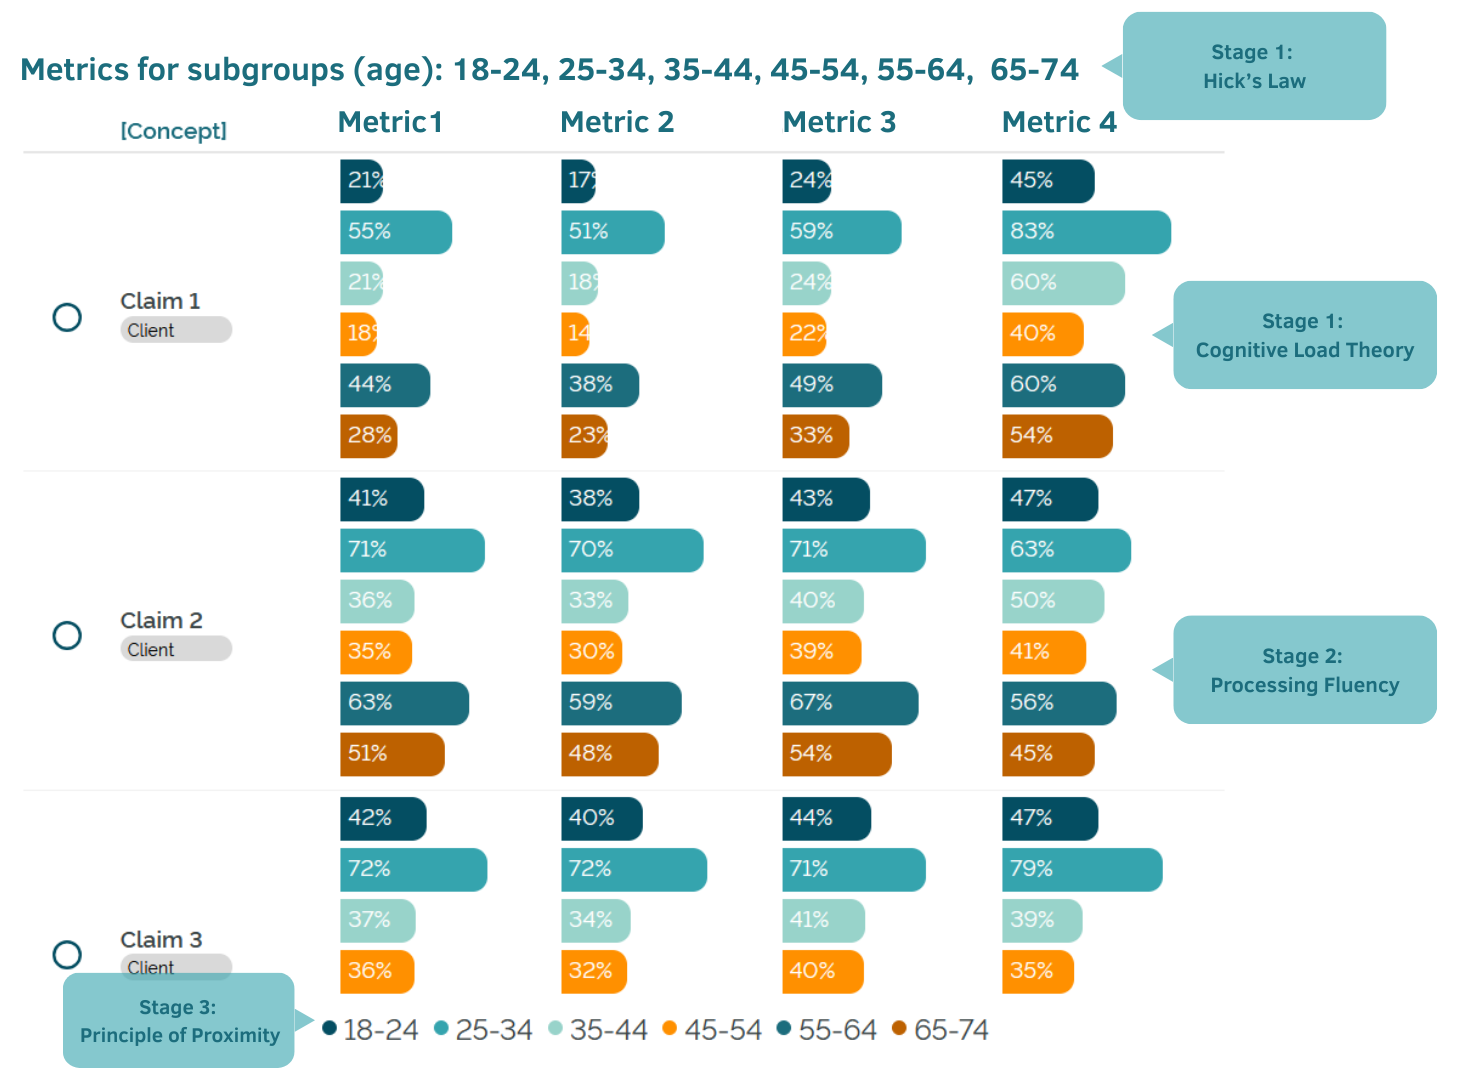 Metrics for subgroups (age): 18-24, 25-34, 35-44, 45-54, 55-64, 65-74
Stage 1:
Hick's Law
[Concept] Metric1 Metric 2 Metric 3 Metric 4
21% 17% 24% 45%
55% 51% 59% 83%
21% 18% 24% 60%
Claim 1
Client
18% 14 22% 40%
44% 38% 49% 60%
28% 23% 33% 54%
Stage 1:
Cognitive Load Theory
41% 38% 43% 47%
71% 70% 71% 63%
36% 33% 40% 50%
Claim 2
Client
35% 30% 39% 41%
63% 59% 67% 56%
51% 48% 54% 45%
Stage 2:
Processing Fluency
42% 40% 44% 47%
72% 72% 71% 79%
37% 34% 41% 39%
Claim 3
Client
36% 32% 40% 35%
Stage 3:
Principle of Proximity
18-24 25-34 35-44 45-54 55-64 65-74